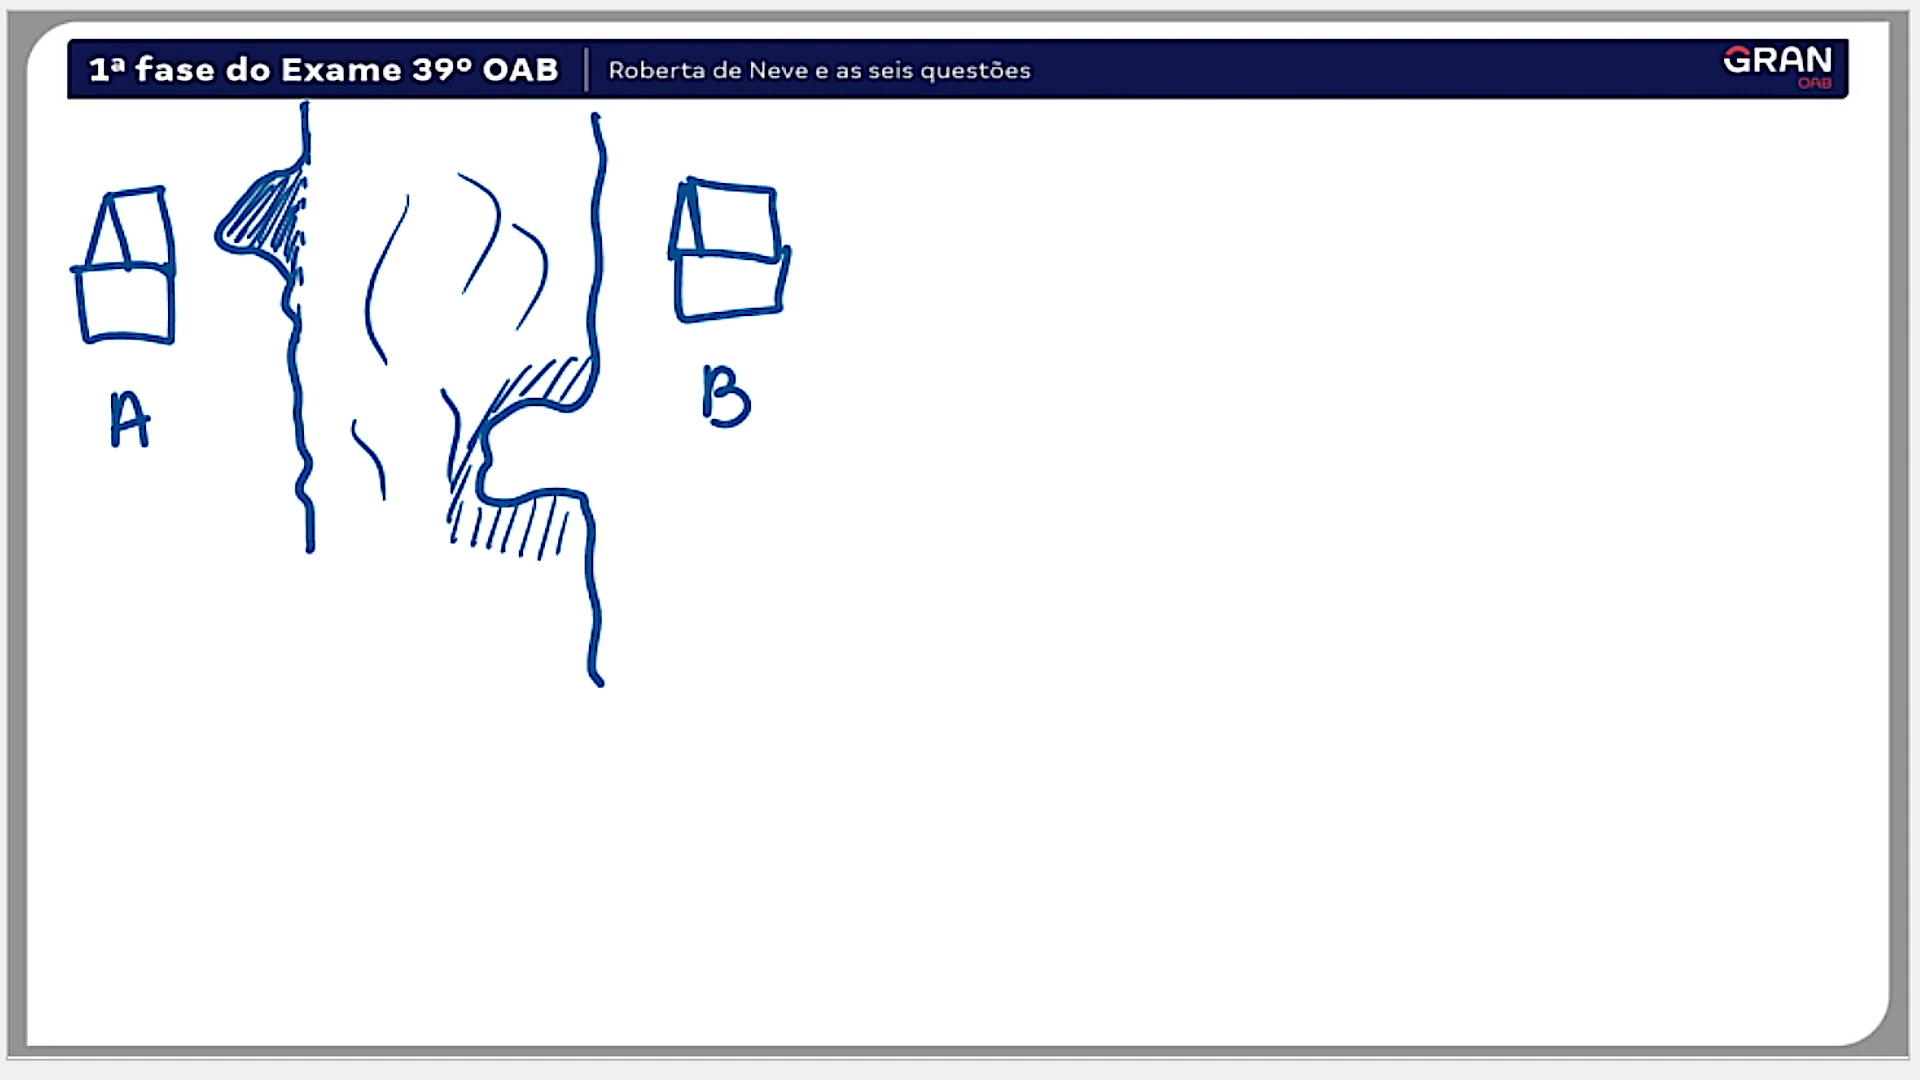 1ª fase do Exame 39º OAB | Roberta de Neve e as seis questões
GRAN
OAB
A
B